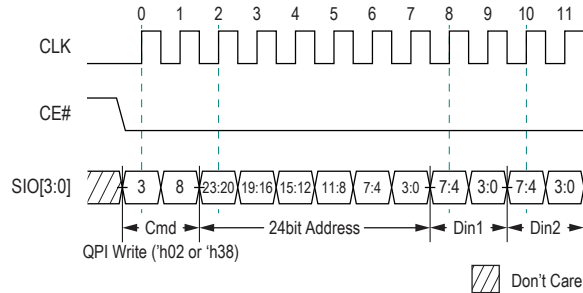 0 1 2 3 4 5 6 7 8 9 10 11
CLK
CE#
SIO[3:0] 3 8 23:20 19:16 15:12 11:8 7:4 3:0 7:4 3:0 7:4 3:0
Cmd 24bit Address Din1 Din2
QPI Write ('h02 or ‘h38)
Don't Care